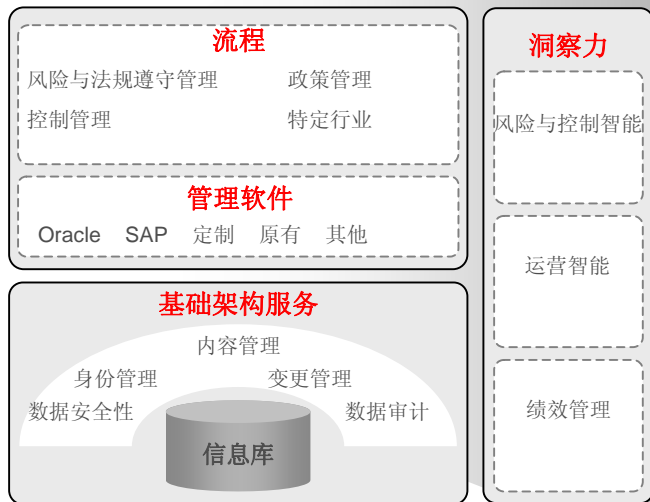 流程
风险与法规遵守管理 政策管理
控制管理 特定行业
管理软件
Oracle SAP 定制 原有 其他
基础架构服务
内容管理
身份管理 变更管理
数据安全性 数据审计
信息库
洞察力
风险与控制智能
运营智能
绩效管理